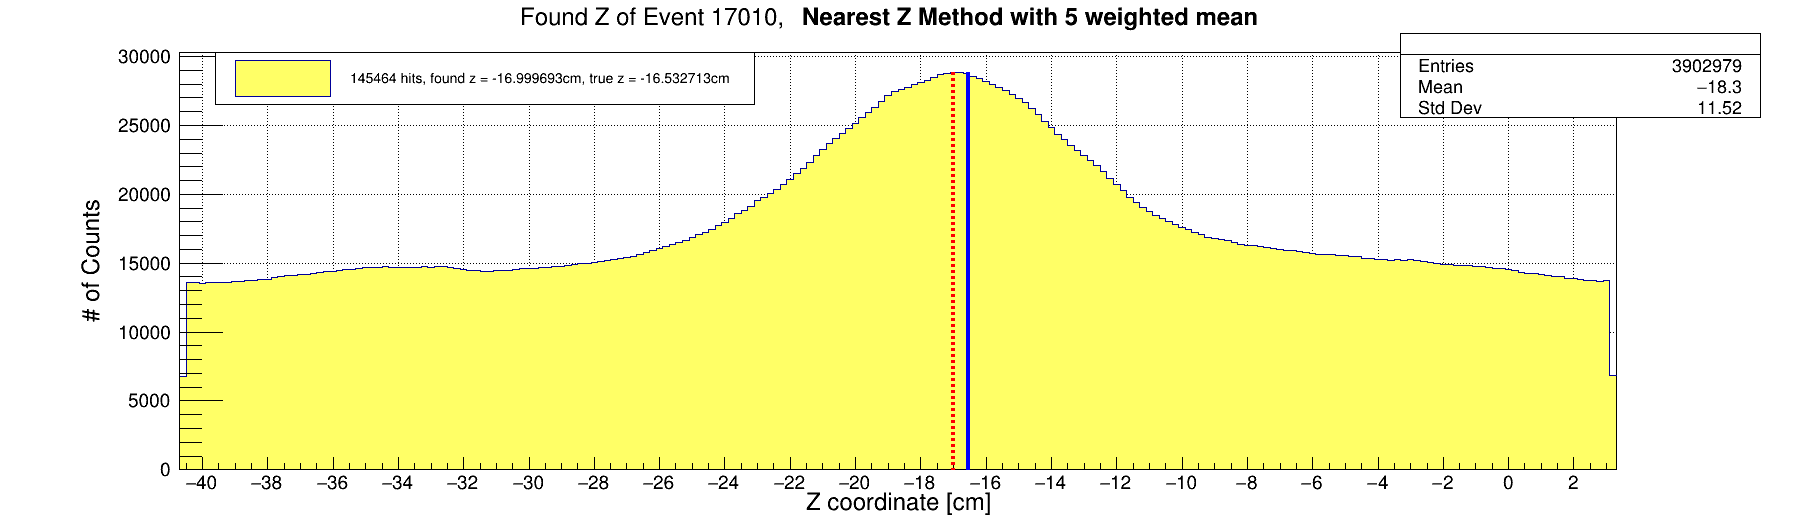 Found Z of Event 17010, Nearest Z Method with 5 weighted mean
145464 hits, found z = -16.999693cm, true z = -16.532713cm
Entries 3902979
Mean −18.3
Std Dev 11.52
30000
25000
20000
15000
10000
5000
0
# of Counts
−40 −38 −36 −34 −32 −30 −28 −26 −24 −22 −20 −18 −16 −14 −12 −10 −8 −6 −4 −2 0 2
Z coordinate [cm]